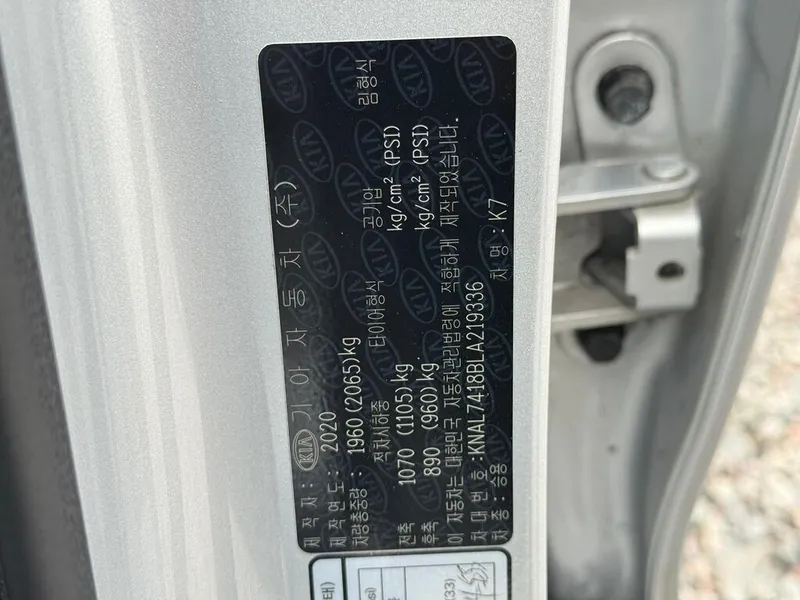 제작자 : KIA 기아자동차(주)
제작연도 : 2020
차량총중량 : 1960(2065)kg
적차시하중 타이어형식 공기압 림형식
전축 1070 (1105)kg kg/cm² (PSI)
후축 890 (960)kg kg/cm² (PSI)
이 자동차는 대한민국 자동차관리법령에 적합하게 제작되었습니다.
차대번호 : KNAL7418BLA219336
차종 : 승용 차명 : K7
(33)